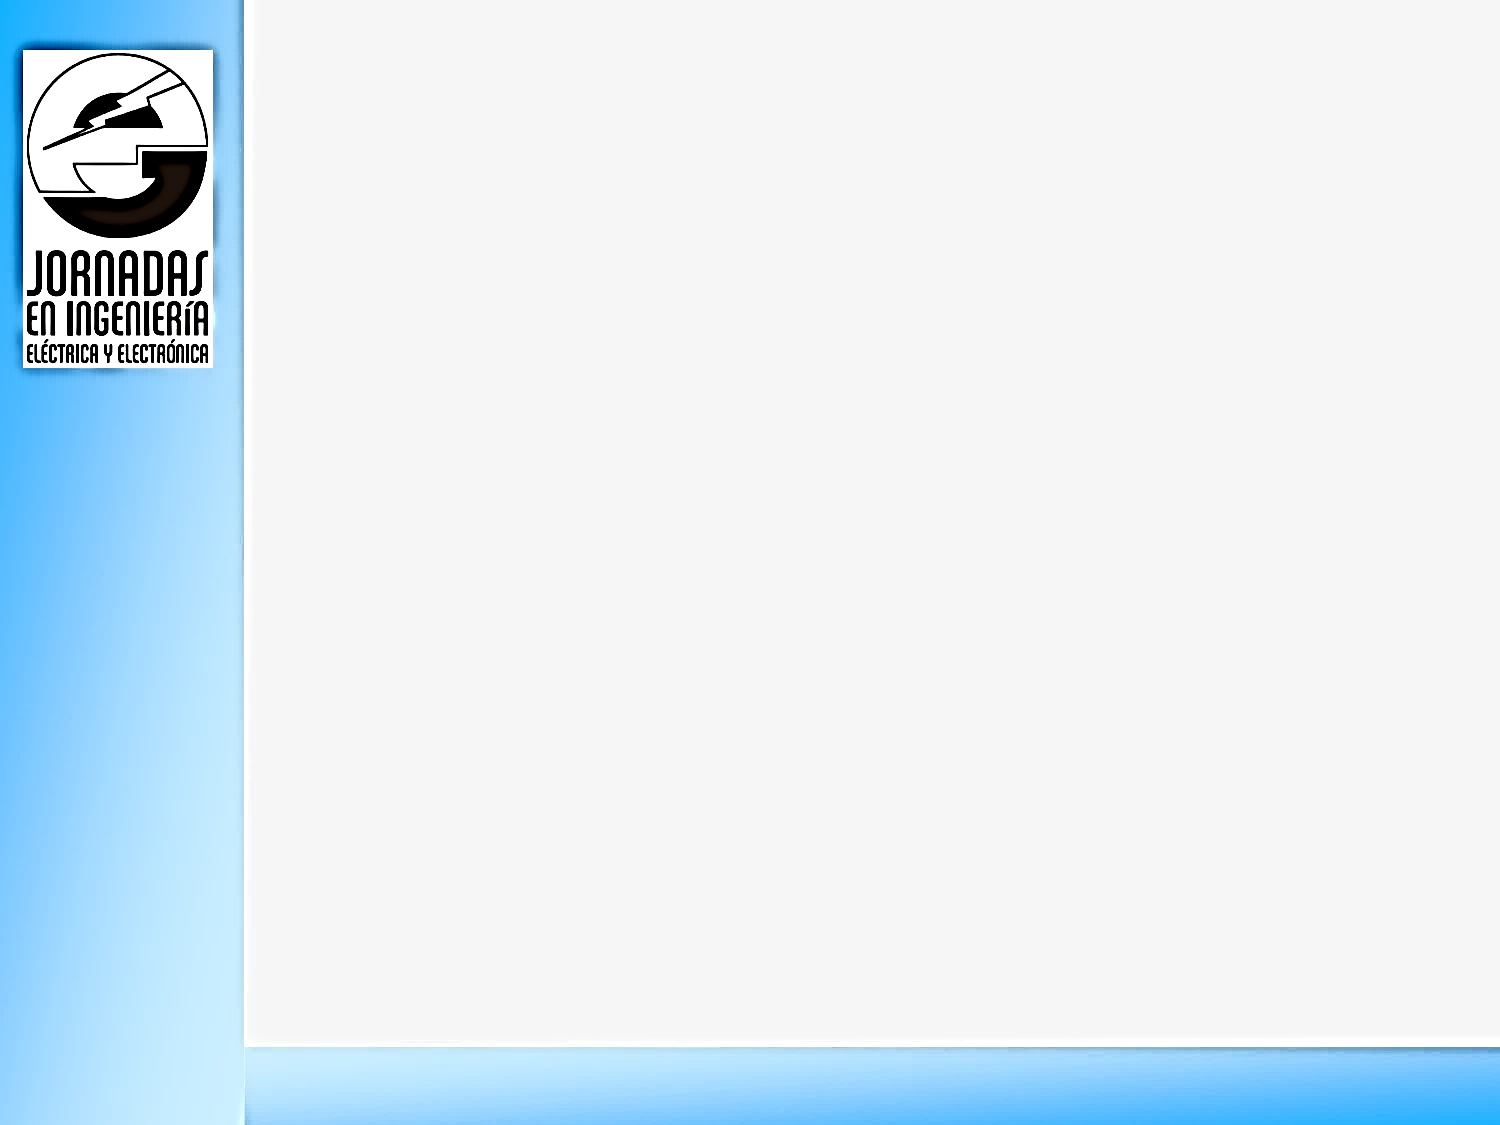 JORNADAS
EN INGENIERÍA
ELÉCTRICA Y ELECTRÓNICA